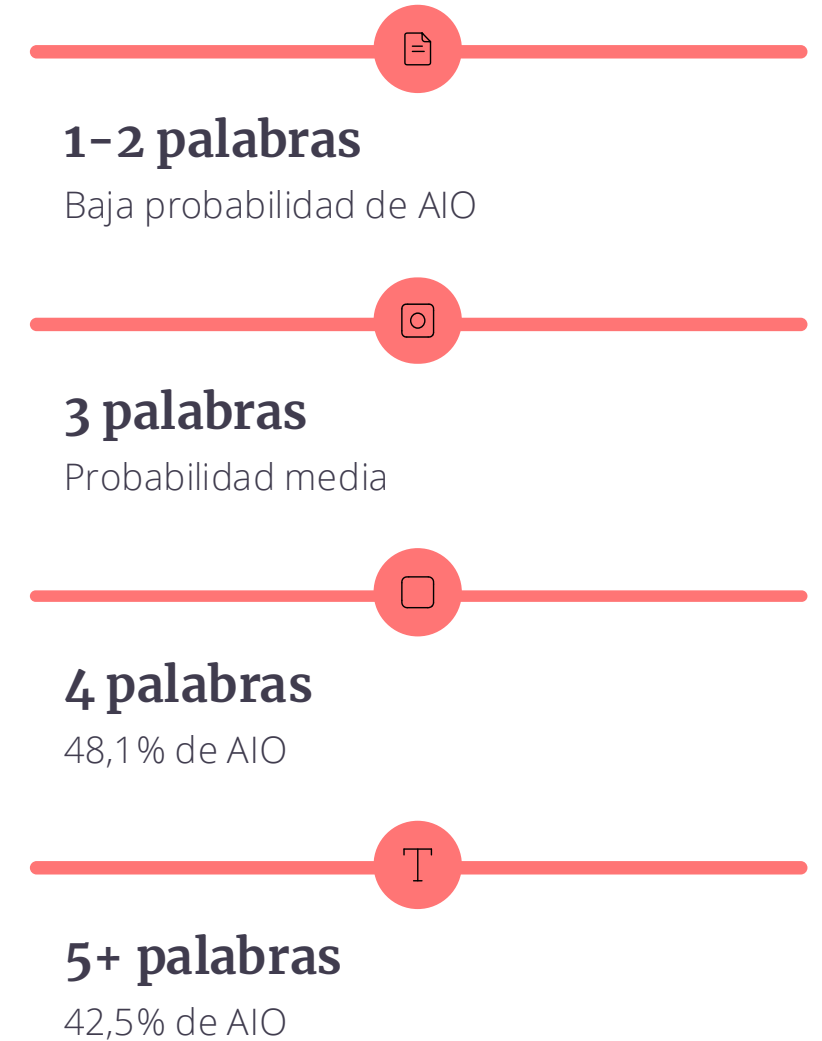 1-2 palabras
Baja probabilidad de AIO
3 palabras
Probabilidad media
4 palabras
48,1% de AIO
5+ palabras
42,5% de AIO